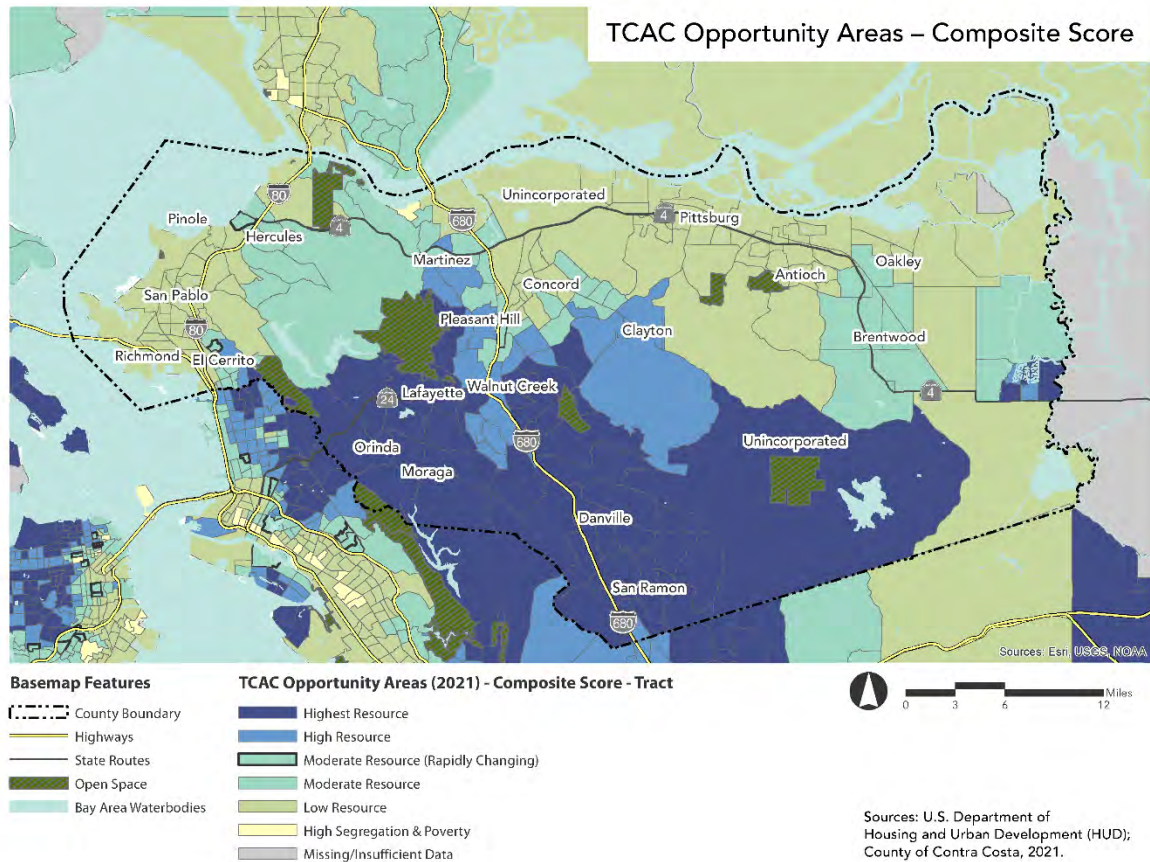 TCAC Opportunity Areas – Composite Score
80
Unincorporated
680
4
Pittsburg
Pinole
Hercules
4
Martinez
Antioch
Oakley
San Pablo
Concord
80
Pleasant Hill
Clayton
Brentwood
Richmond
El Cerrito
Lafayette
Walnut Creek
4
24
680
Unincorporated
Orinda
Moraga
Danville
San Ramon
680
Sources: Esri, USGS, NOAA
Basemap Features
County Boundary
Highways
State Routes
Open Space
Bay Area Waterbodies
TCAC Opportunity Areas (2021) - Composite Score - Tract
Highest Resource
High Resource
Moderate Resource (Rapidly Changing)
Moderate Resource
Low Resource
High Segregation & Poverty
Missing/Insufficient Data
Miles
0 3 6 12
Sources: U.S. Department of
Housing and Urban Development (HUD);
County of Contra Costa, 2021.